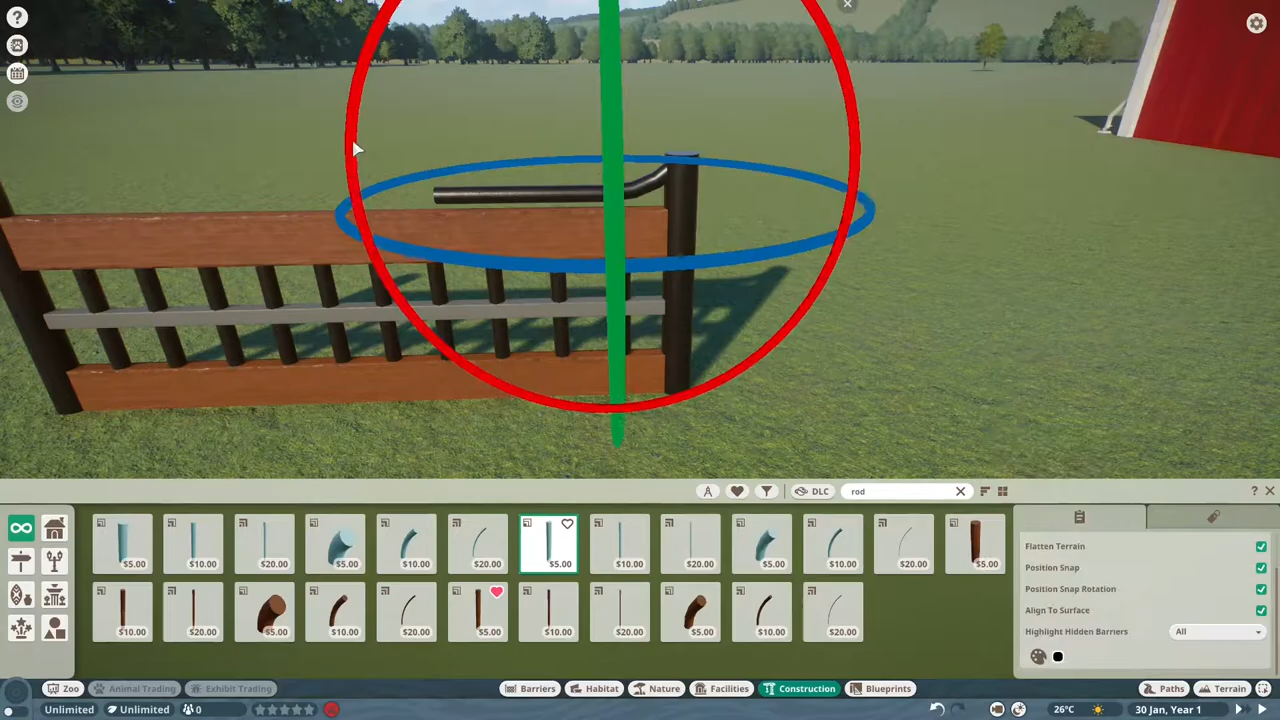 DLC rod
$5.00 $10.00 $20.00 $5.00 $10.00 $20.00 $5.00 $10.00 $20.00 $5.00 $10.00 $20.00 $5.00
$10.00 $20.00 $5.00 $10.00 $20.00 $5.00 $10.00 $20.00 $5.00 $10.00 $20.00
Flatten Terrain
Position Snap
Position Snap Rotation
Align To Surface
Highlight Hidden Barriers All
Zoo Animal Trading Exhibit Trading Barriers Habitat Nature Facilities Construction Blueprints Paths Terrain
Unlimited Unlimited 0 26°C 30 Jan, Year 1